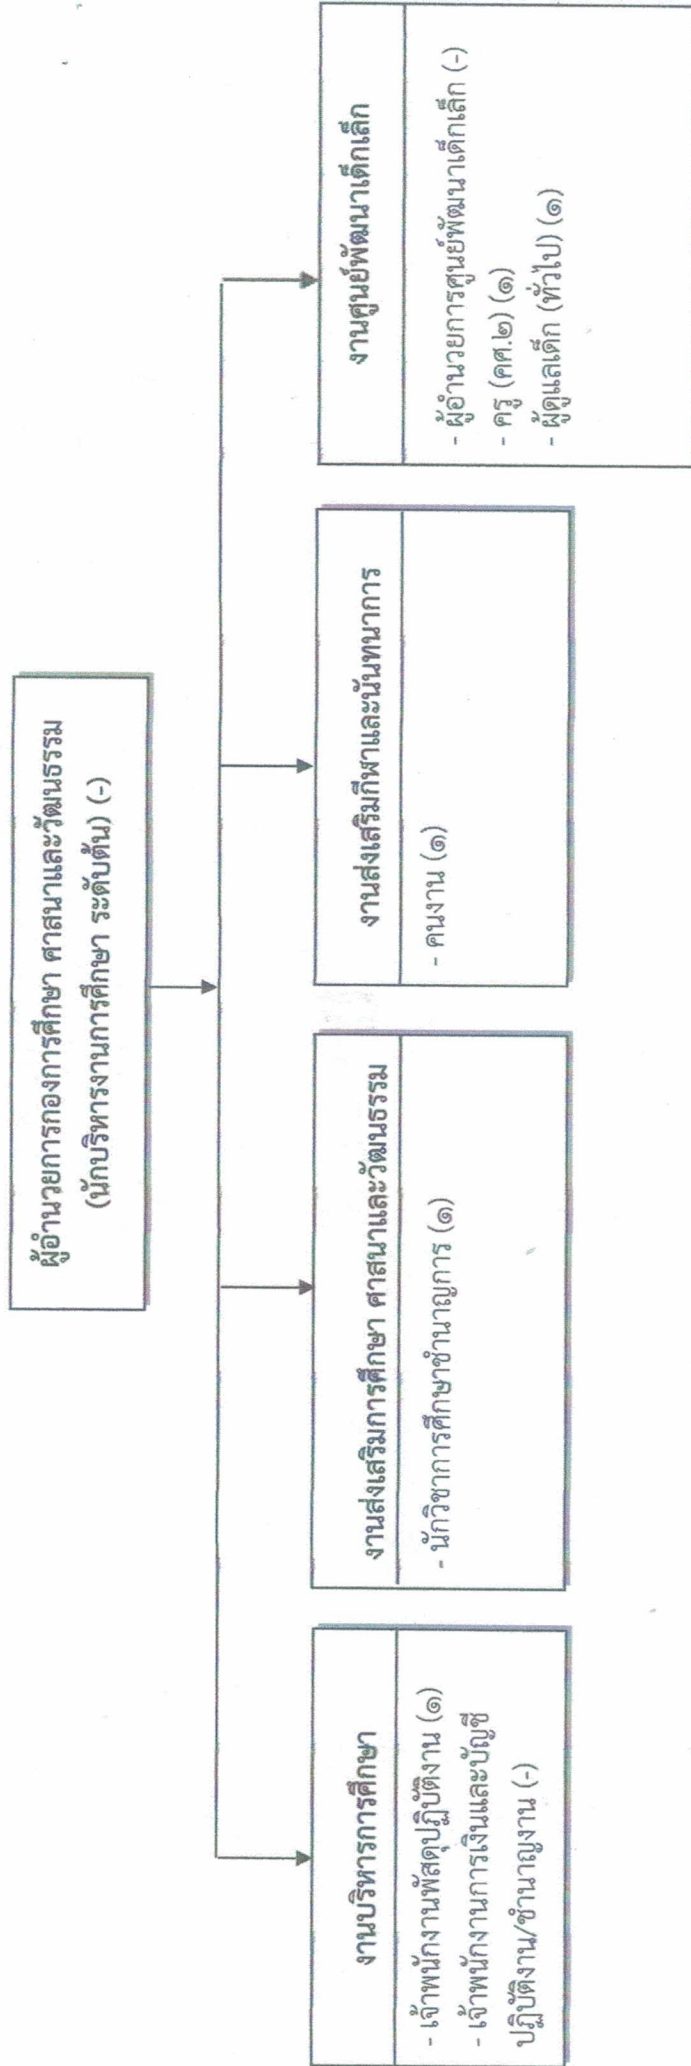 ผู้อำนวยการกองการศึกษา ศาสนาและวัฒนธรรม
(นักบริหารงานการศึกษา ระดับต้น) (-)
งานบริหารการศึกษา
- เจ้าพนักงานพัสดุปฏิบัติงาน (๑)
- เจ้าพนักงานการเงินและบัญชี
ปฏิบัติงาน/ชำนาญงาน (-)
งานส่งเสริมการศึกษา ศาสนาและวัฒนธรรม
- นักวิชาการศึกษาชำนาญการ (๑)
งานส่งเสริมกีฬาและนันทนาการ
- คนงาน (๑)
งานศูนย์พัฒนาเด็กเล็ก
- ผู้อำนวยการศูนย์พัฒนาเด็กเล็ก (-)
- ครู (คศ.๒) (๑)
- ผู้ดูแลเด็ก (ทั่วไป) (๑)